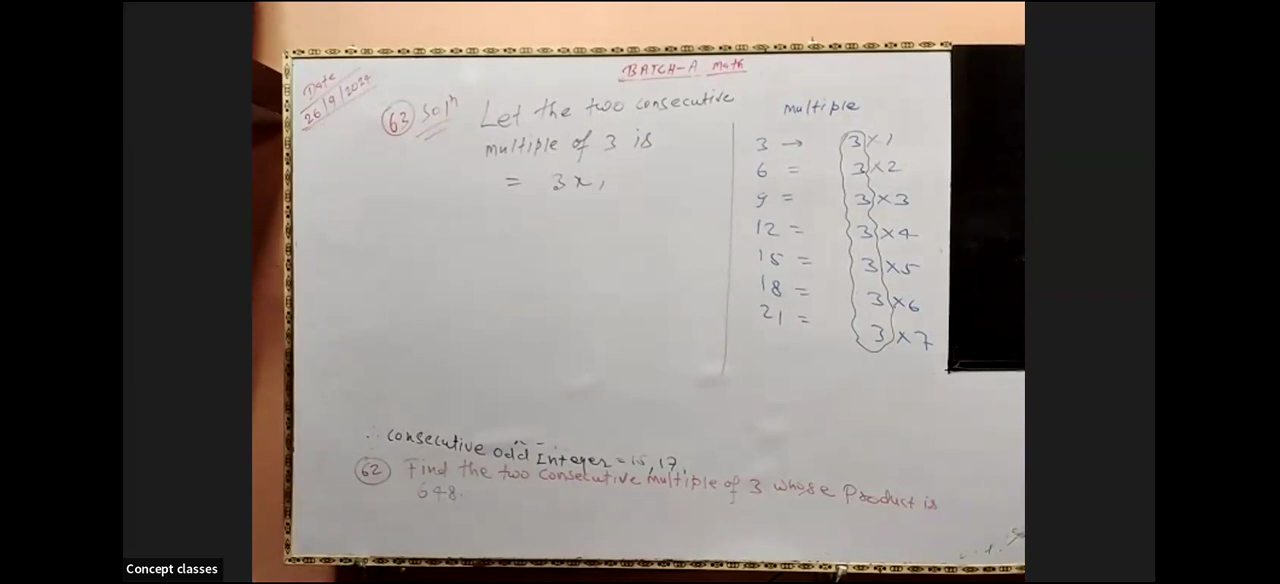 BATCH-A Math
Date
26/9/2024
63 Sol^n Let the two consecutive
multiple of 3 is
= 3x,
multiple
3 → 3×1
6 = 3×2
9 = 3×3
12 = 3×4
15 = 3×5
18 = 3×6
21 = 3×7
∴ consecutive odd Integer = 15, 17.
62 Find the two consecutive multiple of 3 whose Product is
648.
Concept classes